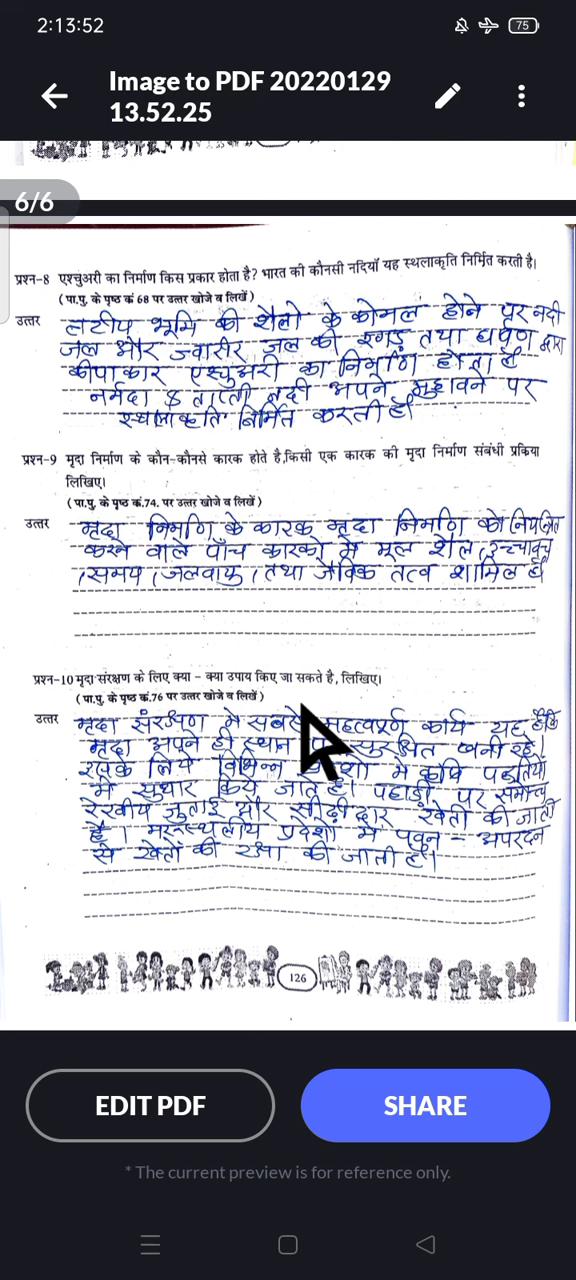 2:13:52
75
Image to PDF 20220129
13.52.25
6/6
प्रश्न-8 एश्चुअरी का निर्माण किस प्रकार होता है? भारत की कौनसी नदियाँ यह स्थलाकृति निर्मित करती है।
(पा.पु. के पृष्ठ कं 68 पर उत्तर खोजे व लिखें)
उत्तर तटीय भूमि की शैलो के कोमल होने पर नदी
जल और ज्वारीर जल की रगड़ तथा घर्षण द्वारा
कीपाकार एश्चुअरी का निर्माण होता है
नर्मदा & ताप्ती नदी अपने मुहावने पर
स्थलाकृति निर्मित करती है।
प्रश्न-9 मृदा निर्माण के कौन-कौनसे कारक होते है,किसी एक कारक की मृदा निर्माण संबंधी प्रकिया
लिखिए।
(पा.पु. के पृष्ठ कं.74, पर उत्तर खोजे व लिखें)
उत्तर मृदा निर्माण के कारक मृदा निर्माण को नियंत्रित
करने वाले पाँच कारको में मूल शैल, उच्चावच
,समय, जलवायु, तथा जैविक तत्व शामिल है।
प्रश्न-10 मृदा संरक्षण के लिए क्या - क्या उपाय किए जा सकते है, लिखिए।
(पा.पु. के पृष्ठ कं.76 पर उत्तर खोजे व लिखें)
उत्तर मृदा संरक्षण में सबसे महत्वपूर्ण कार्य यह है कि
मृदा अपने ही स्थान पर सुरक्षित बनी रहे।
इसके लिये विभिन्न में कृषि पद्धतियों
में सुधार किये जाते है। पहाड़ो पर समोच्च
रेखीय जुताई और सीढ़ीदार खेती की जाती
है। मरूस्थलीय प्रदेशो में पवन - अपरदन
से खेतों की रक्षा की जाती है।
126
EDIT PDF
SHARE
* The current preview is for reference only.